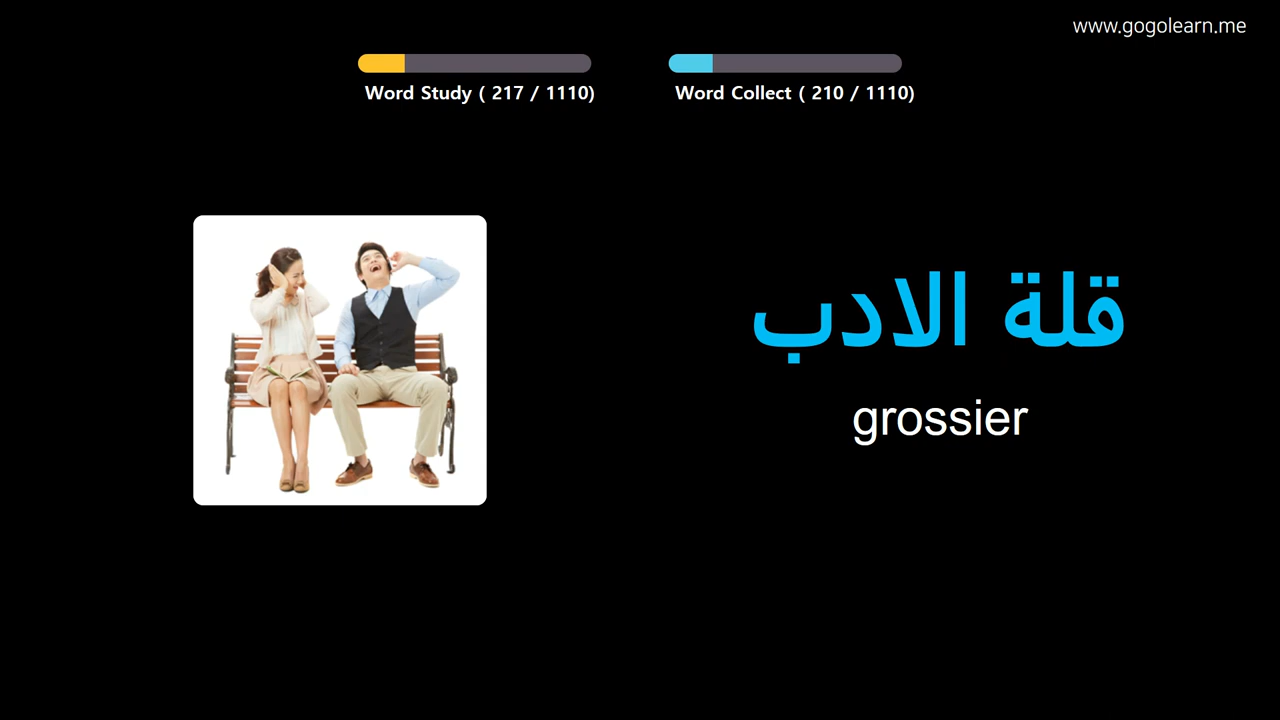 www.gogolearn.me
Word Study ( 217 / 1110)
Word Collect ( 210 / 1110)
قلة الادب
grossier